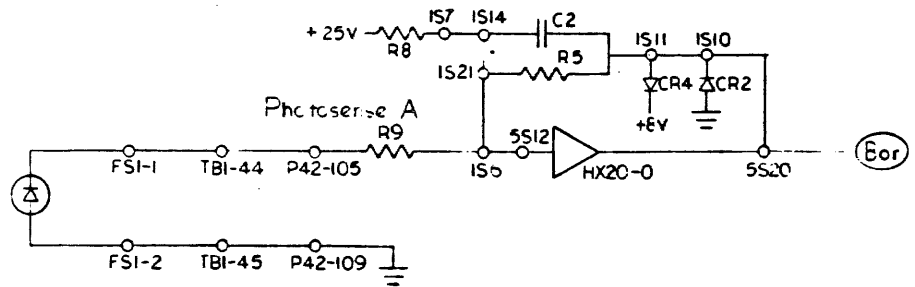 1S7 1S14 C2 1S11 1S10
+25V R8
1S21 R5 CR4 CR2
+6V
R9
FS1-1 TB1-44 P42-105 1S6 5S12 HX20-0 5S20 Eor
FS1-2 TB1-45 P42-109